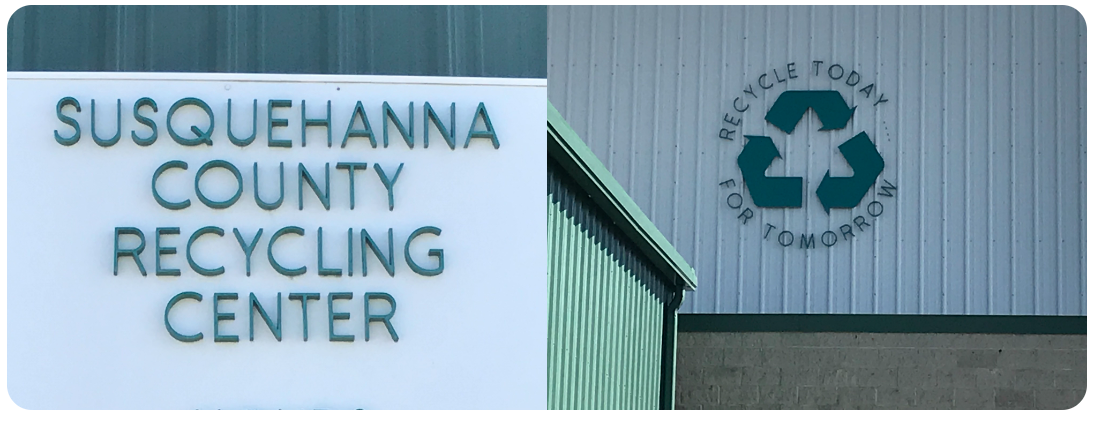 SUSQUEHANNA
COUNTY
RECYCLING
CENTER
RECYCLE TODAY ....
FOR TOMORROW